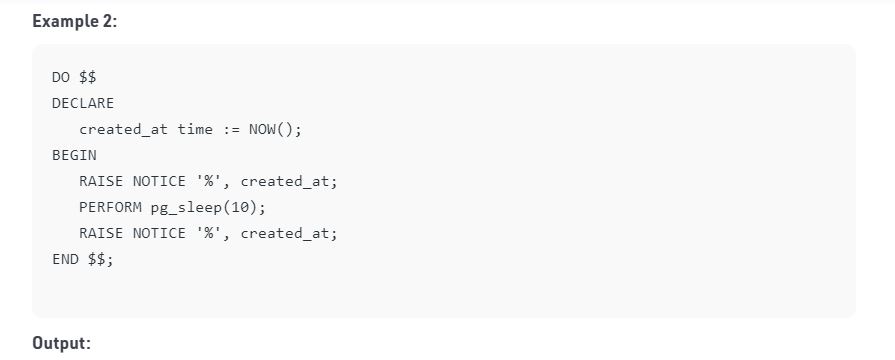 Example 2:
DO $$
DECLARE
created_at time := NOW();
BEGIN
RAISE NOTICE '%', created_at;
PERFORM pg_sleep(10);
RAISE NOTICE '%', created_at;
END $$;
Output: